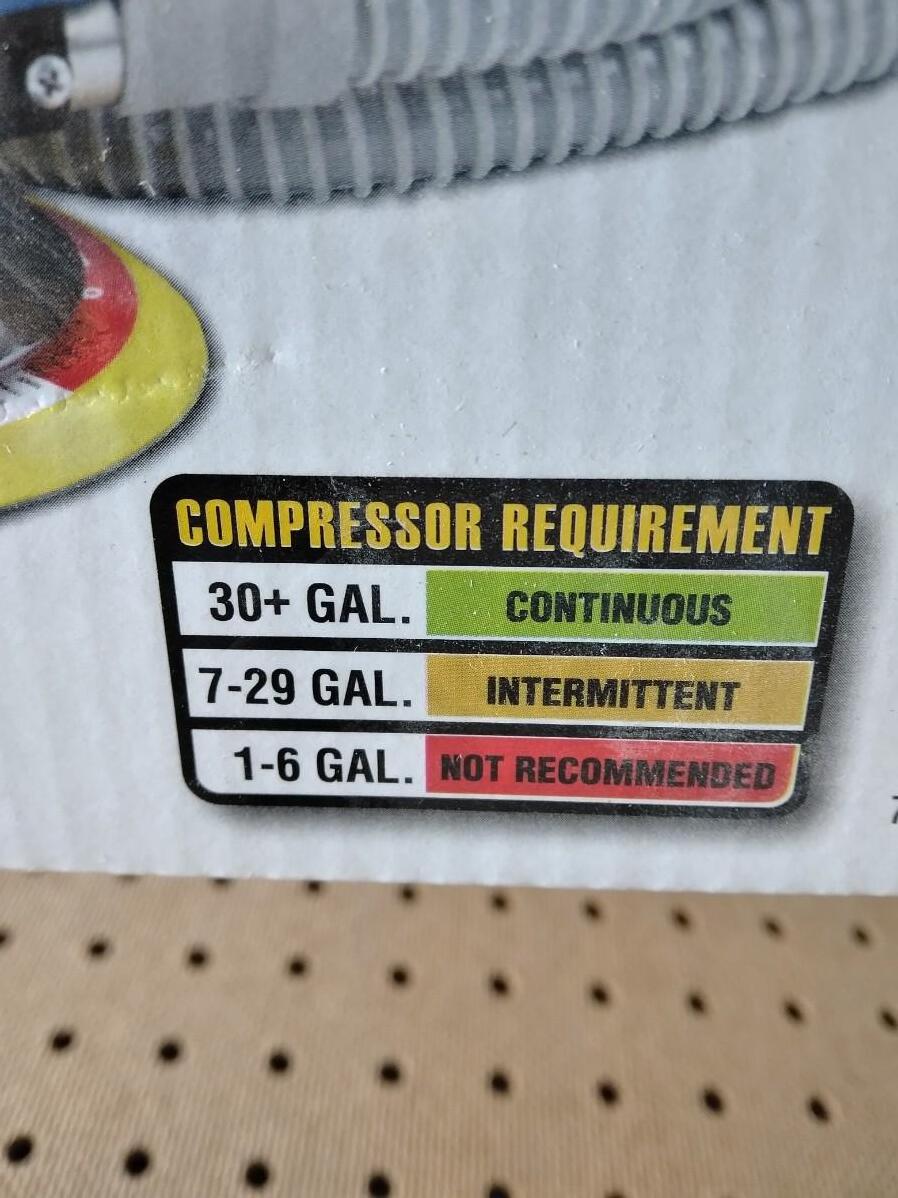 COMPRESSOR REQUIREMENT
30+ GAL. CONTINUOUS
7-29 GAL. INTERMITTENT
1-6 GAL. NOT RECOMMENDED